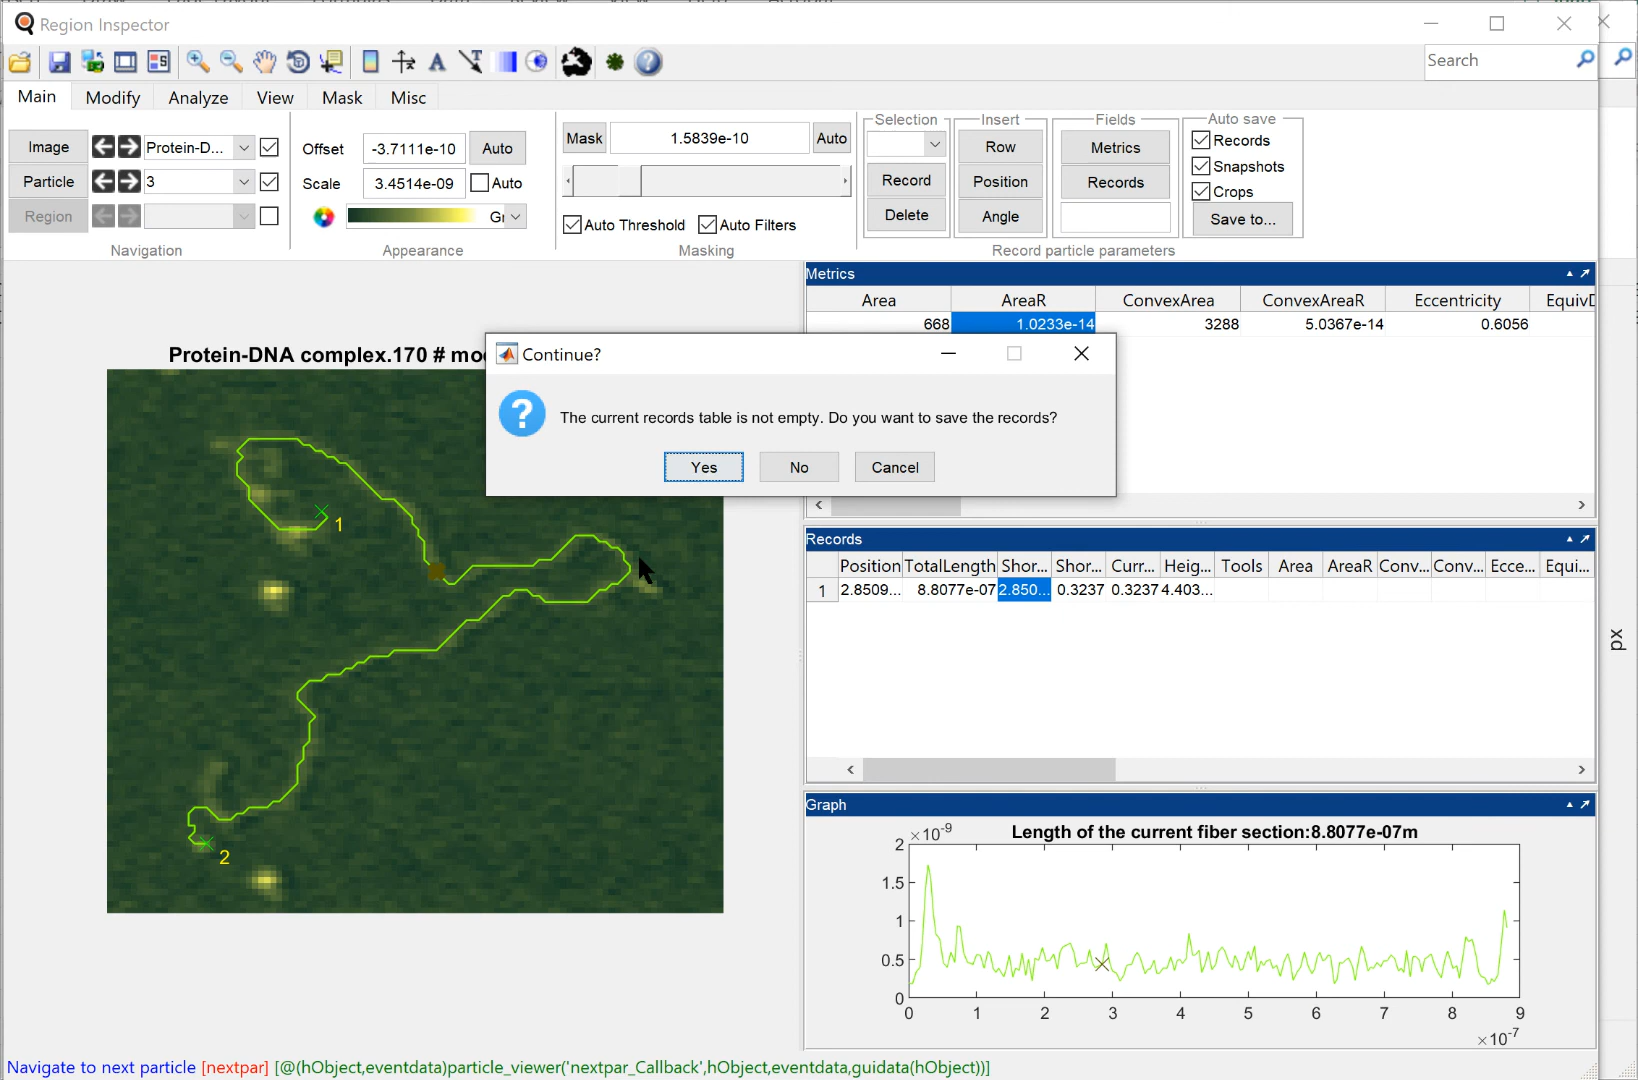 Region Inspector
Search
Main Modify Analyze View Mask Misc
Image Protein-D...
Particle 3
Region
Navigation
Offset -3.7111e-10 Auto
Scale 3.4514e-09 Auto
Appearance
Mask 1.5839e-10 Auto
Auto Threshold Auto Filters
Masking
Selection
Record
Delete
Insert
Row
Position
Angle
Fields
Metrics
Records
Auto save
Records
Snapshots
Crops
Save to...
Record particle parameters
Metrics
Area AreaR ConvexArea ConvexAreaR Eccentricity
668 1.0233e-14 3288 5.0367e-14 0.6056
Protein-DNA complex.170 #
Continue?
The current records table is not empty. Do you want to save the records?
Yes No Cancel
1
2
Records
Position TotalLength Shor... Shor... Curr... Heig... Tools Area AreaR Conv... Conv... Ecce... Equi...
1 2.8509... 8.8077e-07 2.850... 0.3237 0.3237 4.403...
Graph
Length of the current fiber section:8.8077e-07m
×10-9
2
1.5
1
0.5
0
0 1 2 3 4 5 6 7 8 9
×10-7
Navigate to next particle [nextpar] [@(hObject,eventdata)particle_viewer('nextpar_Callback',hObject,eventdata,guidata(hObject))]